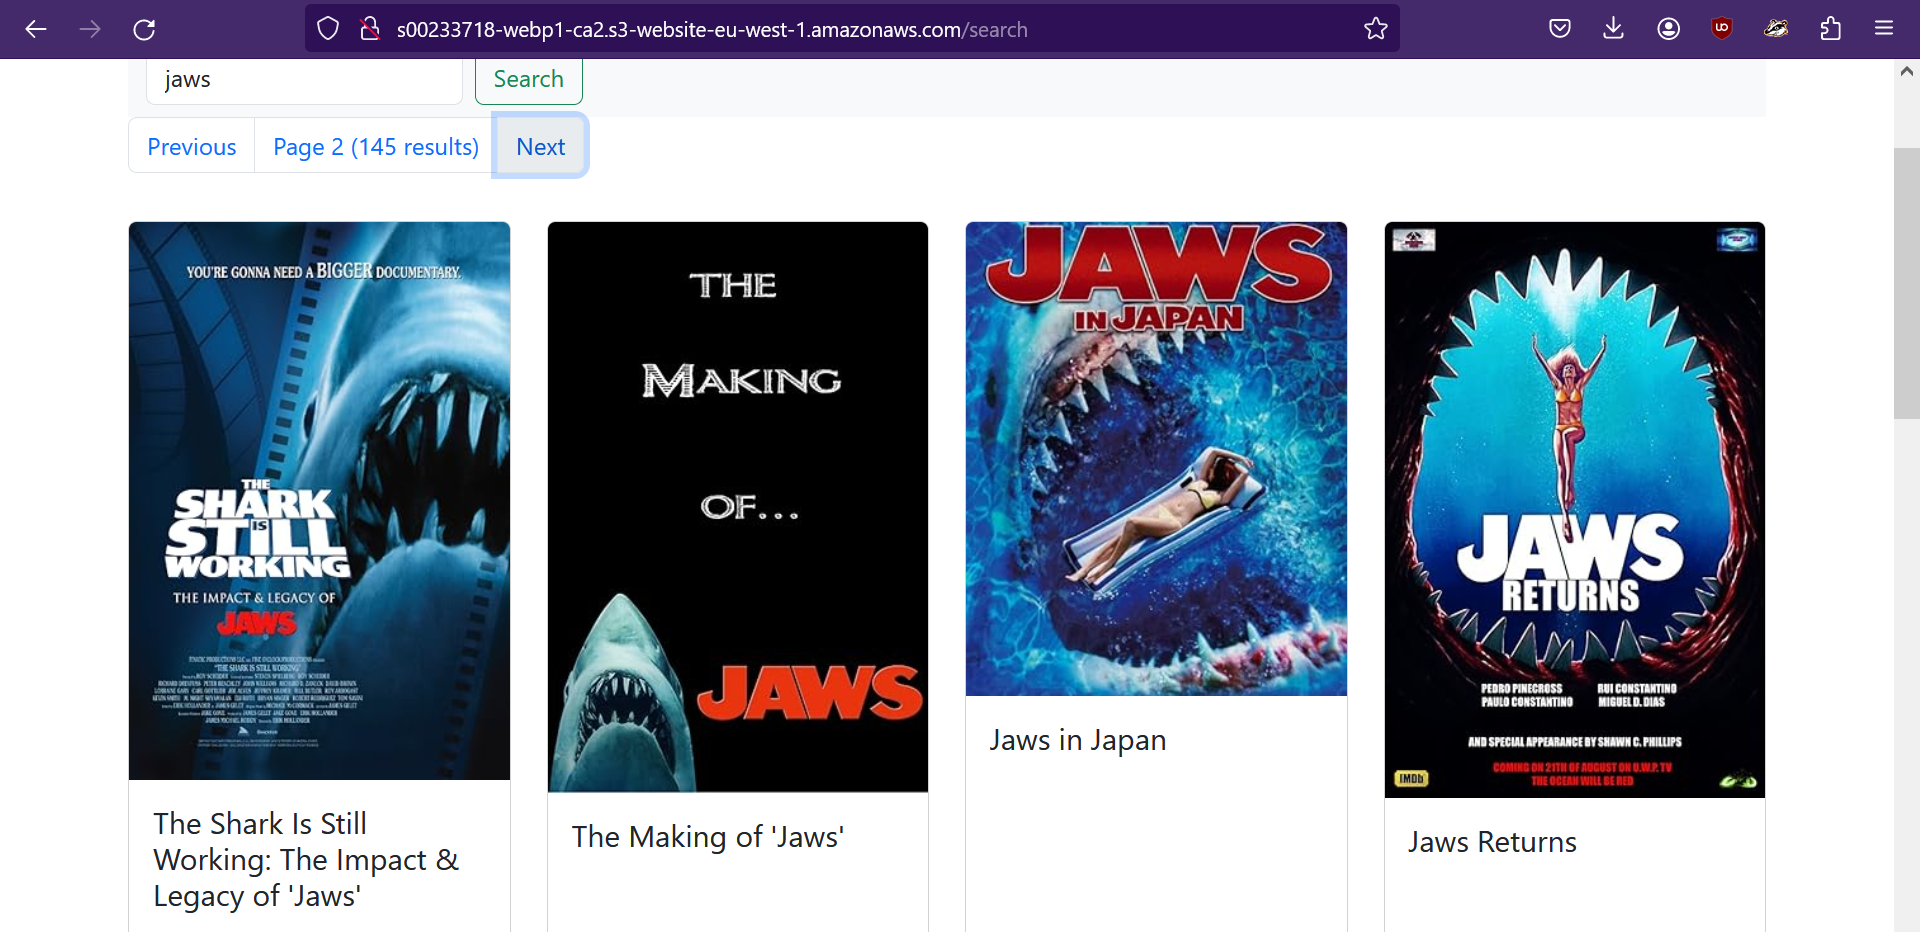 s00233718-webp1-ca2.s3-website-eu-west-1.amazonaws.com/search
jaws
Search
Previous
Page 2 (145 results)
Next
YOU'RE GONNA NEED A BIGGER DOCUMENTARY.
THE
SHARK
IS
STILL
WORKING
THE IMPACT & LEGACY OF
JAWS
The Shark Is Still
Working: The Impact &
Legacy of 'Jaws'
THE
MAKING
OF...
JAWS
The Making of 'Jaws'
JAWS
IN JAPAN
Jaws in Japan
JAWS
RETURNS
PEDRO PINECROSS
RUI CONSTANTINO
PAULO CONSTANTINO
MIGUEL D. DIAS
AND SPECIAL APPEARANCE BY SHAWN C. PHILLIPS
COMING ON 21TH OF AUGUST ON U.W.P. TV
THE OCEAN WILL BE RED
IMDb
Jaws Returns